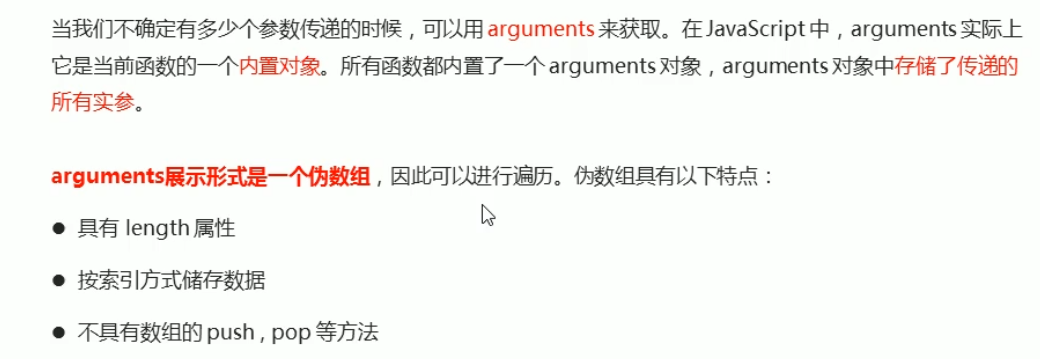 当我们不确定有多少个参数传递的时候，可以用 arguments 来获取。在 JavaScript 中，arguments 实际上
它是当前函数的一个内置对象。所有函数都内置了一个 arguments 对象，arguments 对象中存储了传递的
所有实参。
arguments展示形式是一个伪数组，因此可以进行遍历。伪数组具有以下特点：
● 具有 length 属性
● 按索引方式储存数据
● 不具有数组的 push , pop 等方法